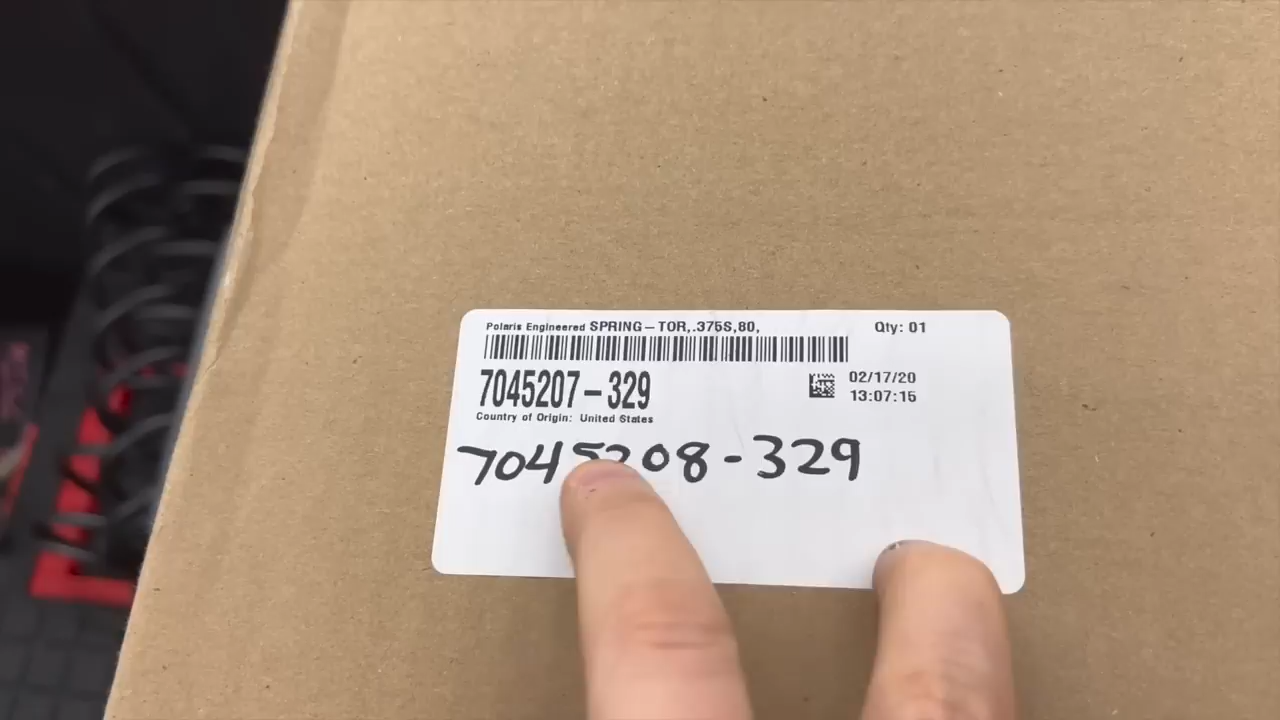 Polaris Engineered SPRING-TOR,.375S,80,
Qty: 01
7045207-329
02/17/20
13:07:15
Country of Origin: United States
7045208-329